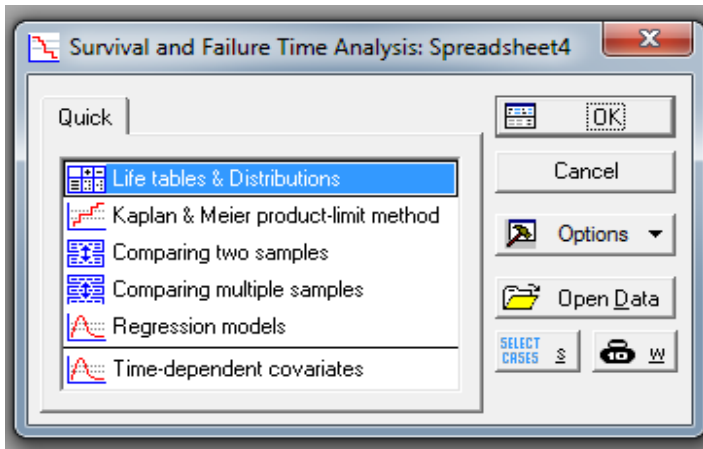 Survival and Failure Time Analysis: Spreadsheet4
Quick
Life tables & Distributions
Kaplan & Meier product-limit method
Comparing two samples
Comparing multiple samples
Regression models
Time-dependent covariates
OK
Cancel
Options
Open Data
SELECT
CASES S
W